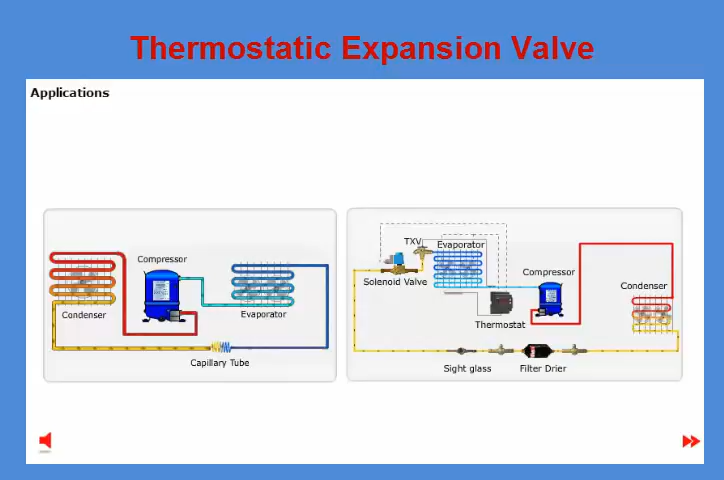 Thermostatic Expansion Valve
Applications
Compressor
Condenser
Evaporator
Capillary Tube
TXV
Evaporator
Solenoid Valve
Compressor
Condenser
Thermostat
Sight glass
Filter Drier